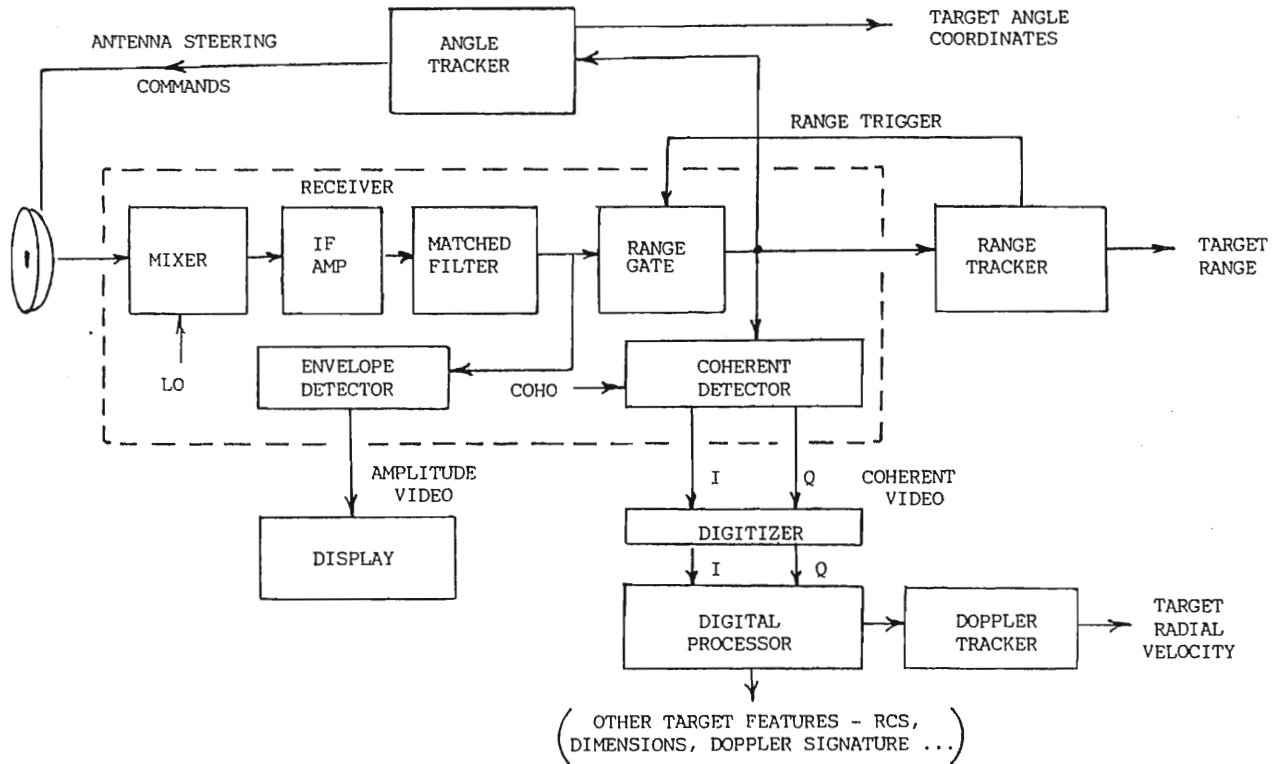 TARGET ANGLE
COORDINATES
ANTENNA STEERING
COMMANDS
ANGLE
TRACKER
RANGE TRIGGER
RECEIVER
MIXER
IF
AMP
MATCHED
FILTER
RANGE
GATE
RANGE
TRACKER
TARGET
RANGE
LO
ENVELOPE
DETECTOR
COHO
COHERENT
DETECTOR
AMPLITUDE
VIDEO
I
Q
COHERENT
VIDEO
DISPLAY
DIGITIZER
I
Q
DIGITAL
PROCESSOR
DOPPLER
TRACKER
TARGET
RADIAL
VELOCITY
(OTHER TARGET FEATURES - RCS,
DIMENSIONS, DOPPLER SIGNATURE ...)